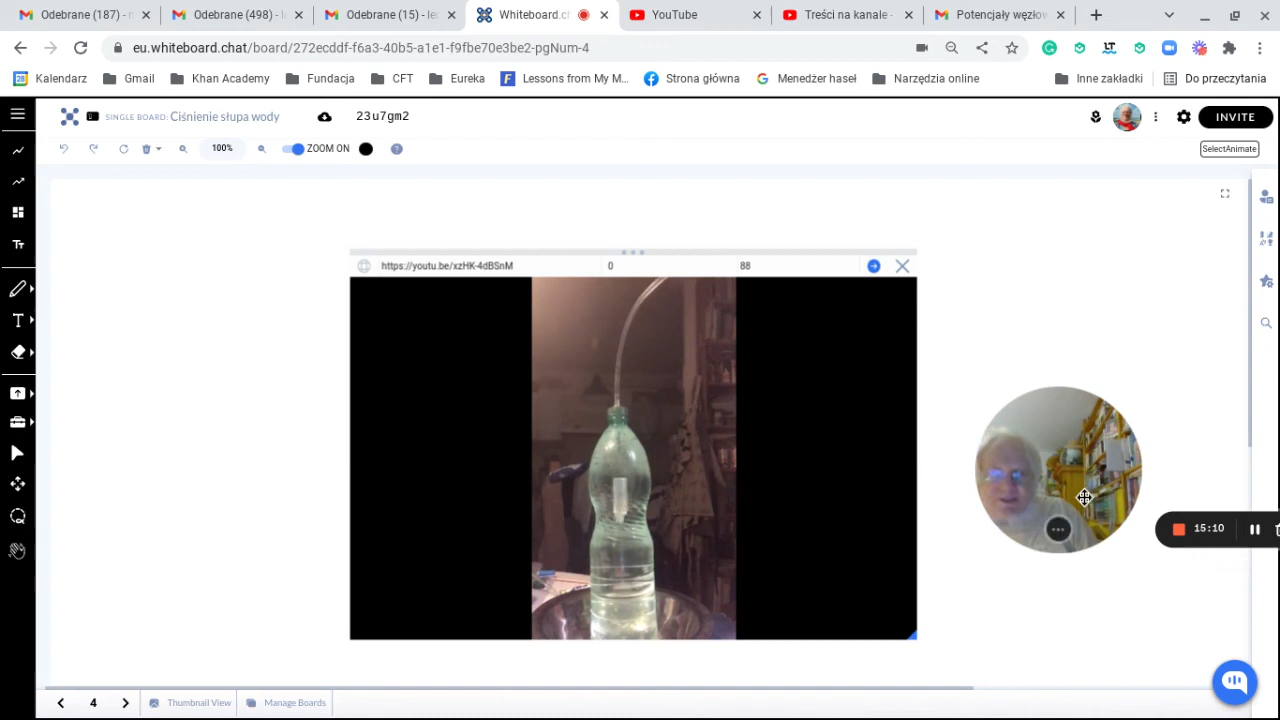 Odebrane (187) - n
Odebrane (498) - l
Odebrane (15) - lec
Whiteboard.c
YouTube
Treści na kanale -
Potencjały węzłow
eu.whiteboard.chat/board/272ecddf-f6a3-40b5-a1e1-f9fbe70e3be2-pgNum-4
Kalendarz
Gmail
Khan Academy
Fundacja
CFT
Eureka
Lessons from My M...
Strona główna
Menedżer haseł
Narzędzia online
Inne zakładki
Do przeczytania
SINGLE BOARD: Ciśnienie słupa wody
23u7gm2
INVITE
100%
ZOOM ON
SelectAnimate
https://youtu.be/xzHK-4dBSnM
0
88
15:10
4
Thumbnail View
Manage Boards